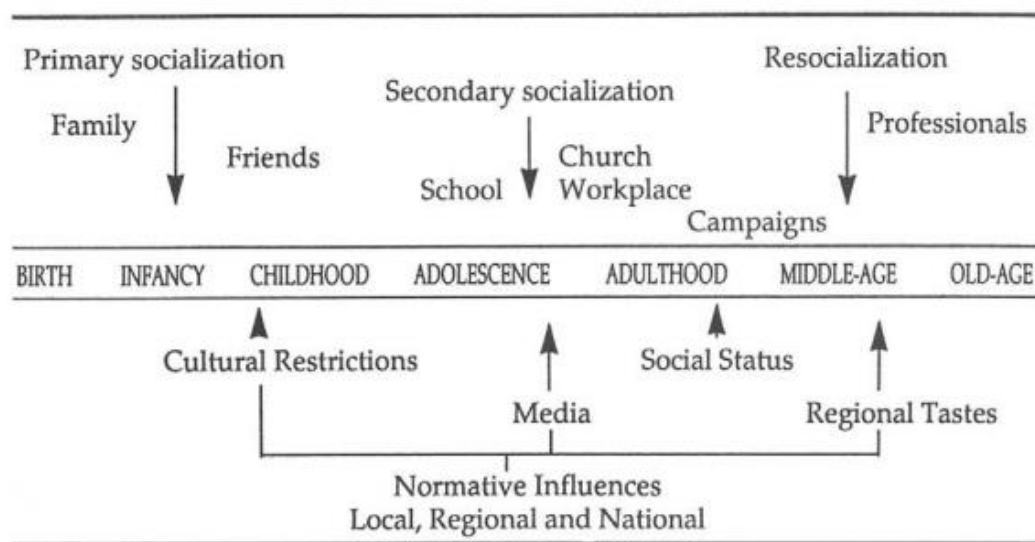 Primary socialization
Resocialization
Secondary socialization
Family
Professionals
Friends
Church
School Workplace
Campaigns
BIRTH INFANCY CHILDHOOD ADOLESCENCE ADULTHOOD MIDDLE-AGE OLD-AGE
Cultural Restrictions
Social Status
Media
Regional Tastes
Normative Influences
Local, Regional and National